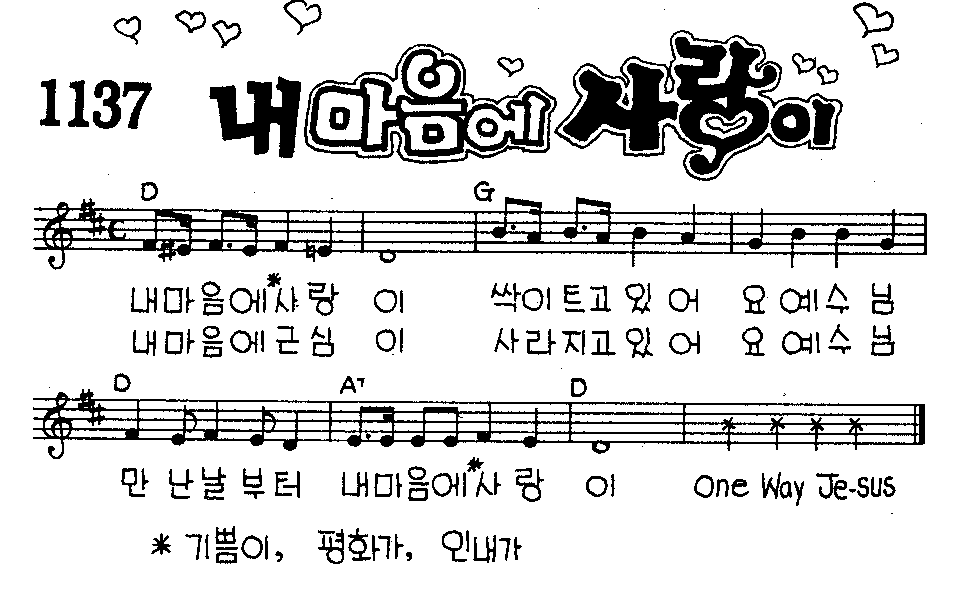 1137 내 마음에 사랑이
D G
내마음에*사랑 이 싹이트고있어 요 예수님
내마음에근심 이 사라지고있어 요 예수님
D A7 D
만 난날 부터 내마음에*사 랑 이 One Way Je-sus
* 기쁨이, 평화가, 인내가